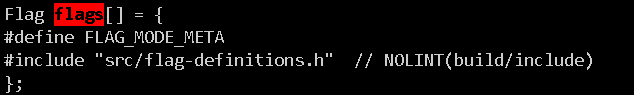 Flag flags[] = {
#define FLAG_MODE_META
#include "src/flag-definitions.h"  // NOLINT(build/include)
};